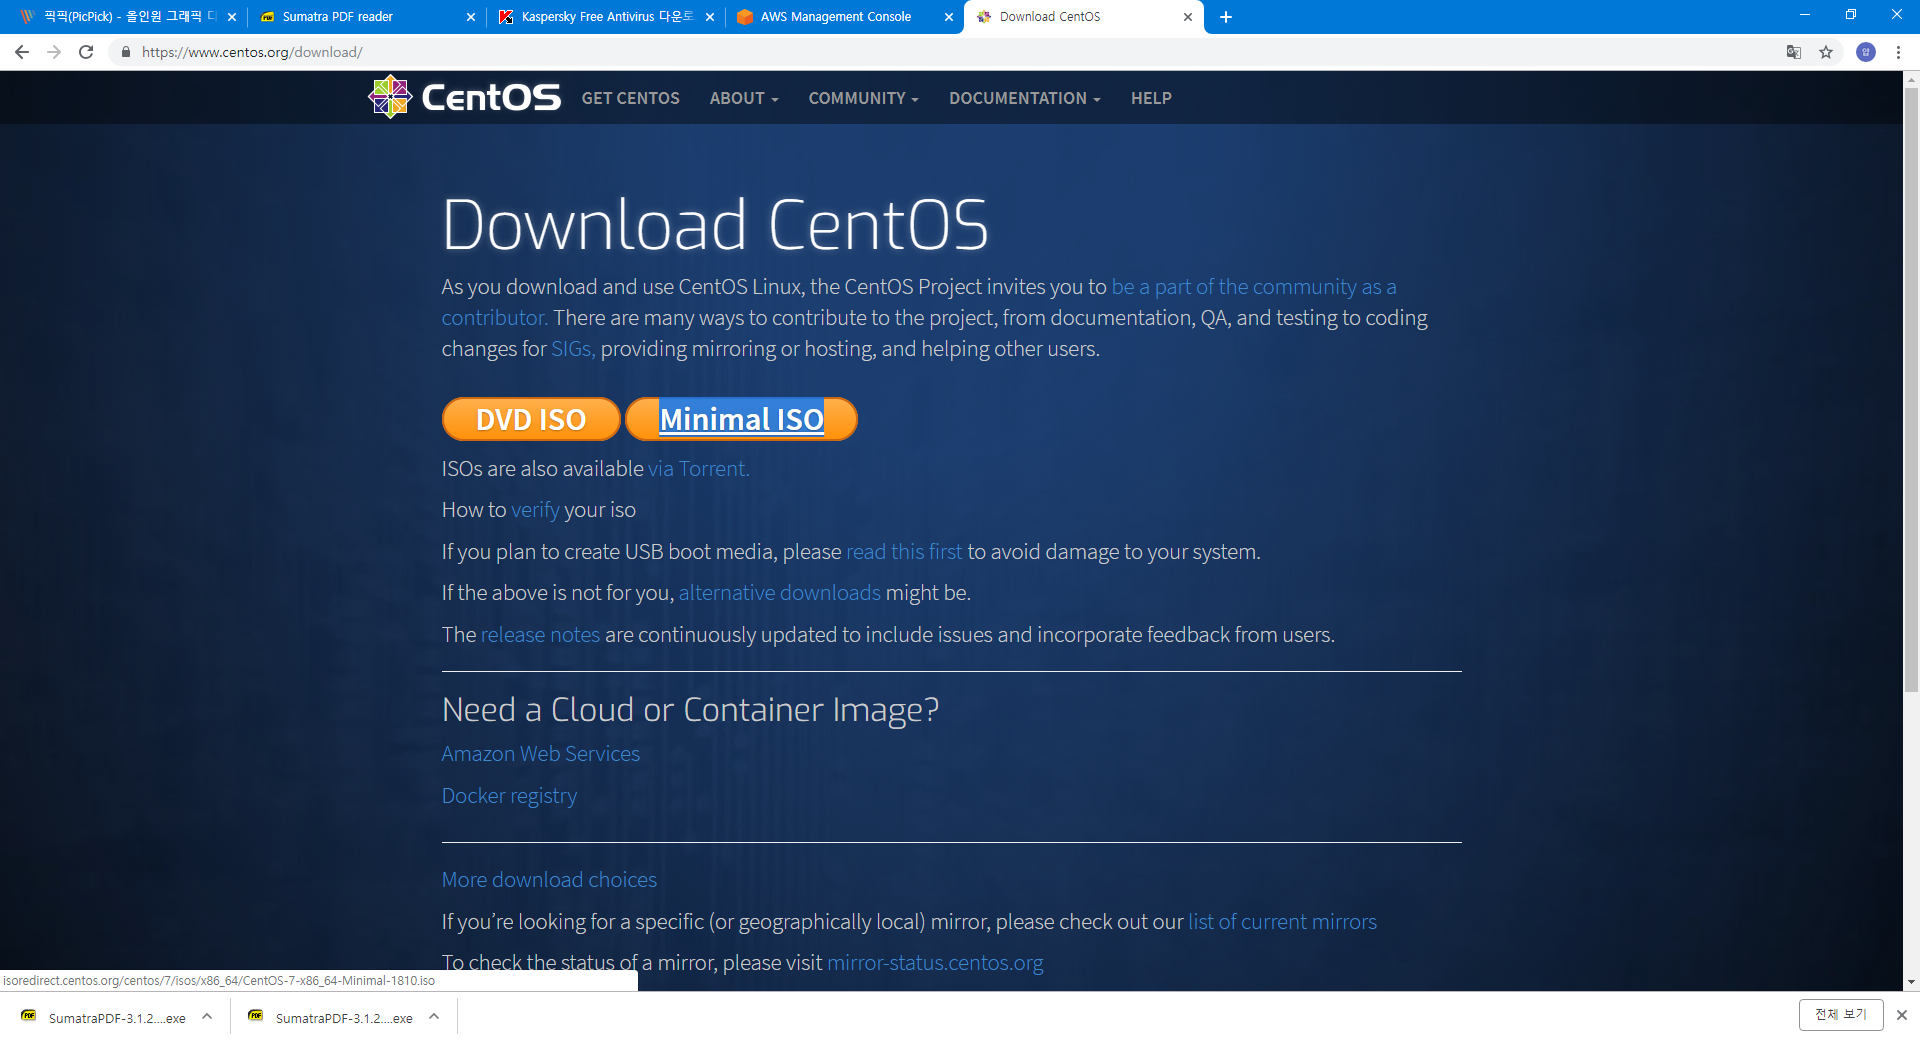 픽픽(PicPick) - 올인원 그래픽 디
Sumatra PDF reader
Kaspersky Free Antivirus 다운로
AWS Management Console
Download CentOS
https://www.centos.org/download/
CentOS
GET CENTOS
ABOUT
COMMUNITY
DOCUMENTATION
HELP
Download CentOS
As you download and use CentOS Linux, the CentOS Project invites you to be a part of the community as a
contributor. There are many ways to contribute to the project, from documentation, QA, and testing to coding
changes for SIGs, providing mirroring or hosting, and helping other users.
DVD ISO
Minimal ISO
ISOs are also available via Torrent.
How to verify your iso
If you plan to create USB boot media, please read this first to avoid damage to your system.
If the above is not for you, alternative downloads might be.
The release notes are continuously updated to include issues and incorporate feedback from users.
Need a Cloud or Container Image?
Amazon Web Services
Docker registry
More download choices
If you’re looking for a specific (or geographically local) mirror, please check out our list of current mirrors
To check the status of a mirror, please visit mirror-status.centos.org
isoredirect.centos.org/centos/7/isos/x86_64/CentOS-7-x86_64-Minimal-1810.iso
SumatraPDF-3.1.2....exe
SumatraPDF-3.1.2....exe
전체 보기